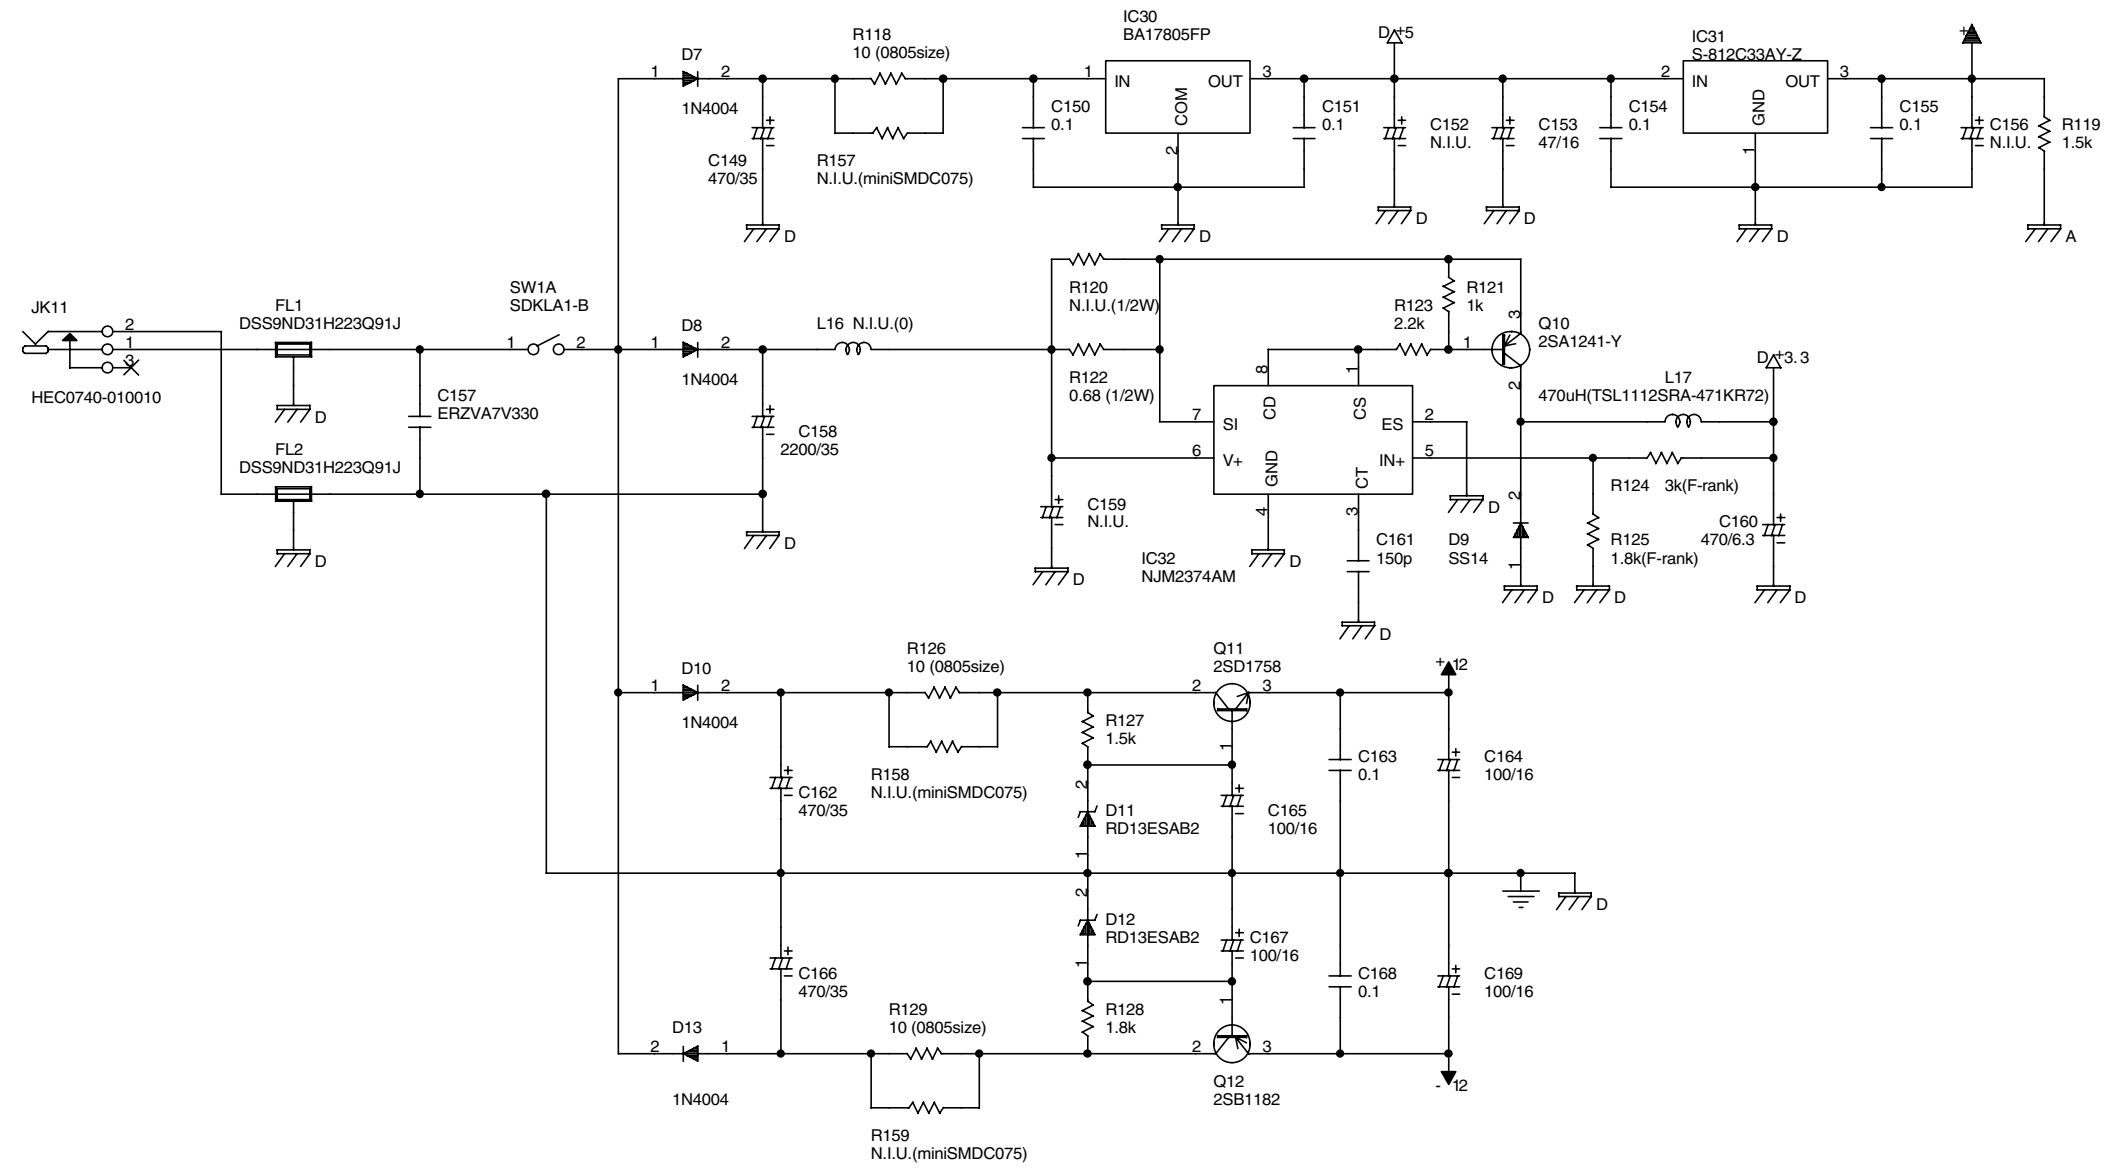 IC30
BA17805FP
R118
10 (0805size)
D7
1 2
1N4004
C149
470/35
R157
N.I.U.(miniSMDC075)
C150
0.1
1 IN OUT 3
COM
2
C151
0.1
D +5
C152
N.I.U.
C153
47/16
C154
0.1
IC31
S-812C33AY-Z
2 IN OUT 3
GND
1
C155
0.1
+
C156
N.I.U.
R119
1.5k
D
D
D
D
D
A
JK11
2
1
3
HEC0740-010010
FL1
DSS9ND31H223Q91J
D
FL2
DSS9ND31H223Q91J
D
C157
ERZVA7V330
SW1A
SDKLA1-B
1 2
D8
1 2
1N4004
C158
2200/35
D
L16 N.I.U.(0)
R120
N.I.U.(1/2W)
R122
0.68 (1/2W)
C159
N.I.U.
D
IC32
NJM2374AM
8 CD
1 CS
7 SI
6 V+
GND 4
CT 3
ES 2
IN+ 5
D
D
C161
150p
D
R123
2.2k
R121
1k
1
3
2
Q10
2SA1241-Y
D +3.3
L17
470uH(TSL1112SRA-471KR72)
2
1
D9
SS14
D
R124 3k(F-rank)
R125
1.8k(F-rank)
D
C160
470/6.3
D
D10
1 2
1N4004
R126
10 (0805size)
R158
N.I.U.(miniSMDC075)
C162
470/35
R127
1.5k
Q11
2SD1758
2 3
1
+12
2
D11
RD13ESAB2
1
C165
100/16
C163
0.1
C164
100/16
D
2
D12
RD13ESAB2
1
C167
100/16
C166
470/35
C168
0.1
C169
100/16
R128
1.8k
D13
2 1
1N4004
R129
10 (0805size)
R159
N.I.U.(miniSMDC075)
1
2 3
Q12
2SB1182
-12